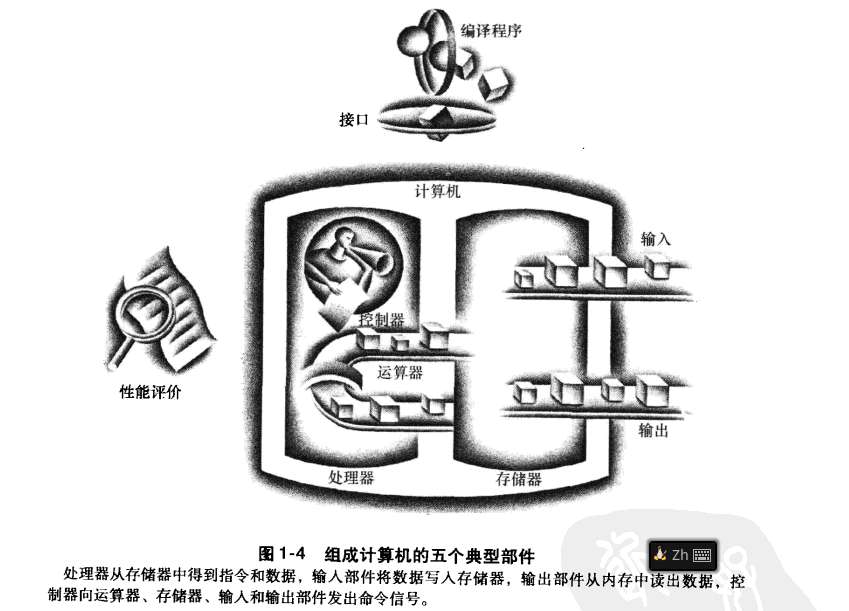 编译程序
接口
计算机
输入
控制器
运算器
性能评价
输出
处理器
存储器
Zh
图1-4 组成计算机的五个典型部件
处理器从存储器中得到指令和数据，输入部件将数据写入存储器，输出部件从内存中读出数据，控
制器向运算器、存储器、输入和输出部件发出命令信号。